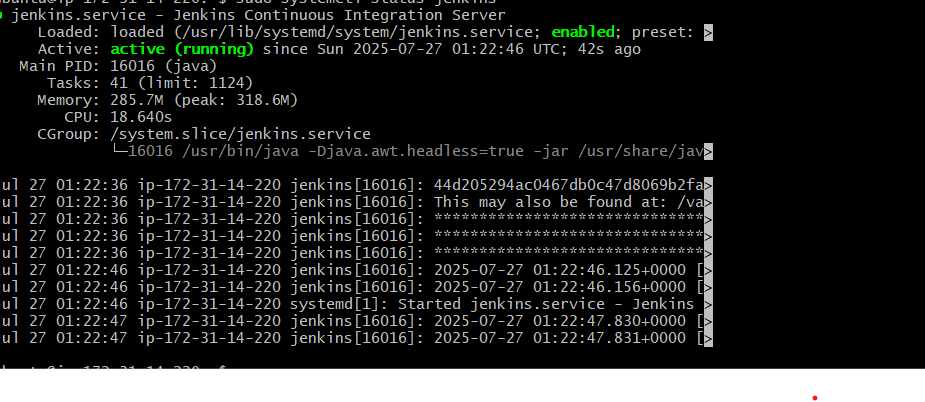 jenkins.service - Jenkins Continuous Integration Server
Loaded: loaded (/usr/lib/systemd/system/jenkins.service; enabled; preset: >
Active: active (running) since Sun 2025-07-27 01:22:46 UTC; 42s ago
Main PID: 16016 (java)
Tasks: 41 (limit: 1124)
Memory: 285.7M (peak: 318.6M)
CPU: 18.640s
CGroup: /system.slice/jenkins.service
└─16016 /usr/bin/java -Djava.awt.headless=true -jar /usr/share/jav>
ul 27 01:22:36 ip-172-31-14-220 jenkins[16016]: 44d205294ac0467db0c47d8069b2fa>
ul 27 01:22:36 ip-172-31-14-220 jenkins[16016]: This may also be found at: /va>
ul 27 01:22:36 ip-172-31-14-220 jenkins[16016]: ******************************>
ul 27 01:22:36 ip-172-31-14-220 jenkins[16016]: ******************************>
ul 27 01:22:36 ip-172-31-14-220 jenkins[16016]: ******************************>
ul 27 01:22:46 ip-172-31-14-220 jenkins[16016]: 2025-07-27 01:22:46.125+0000 [>
ul 27 01:22:46 ip-172-31-14-220 jenkins[16016]: 2025-07-27 01:22:46.156+0000 [>
ul 27 01:22:46 ip-172-31-14-220 systemd[1]: Started jenkins.service - Jenkins >
ul 27 01:22:47 ip-172-31-14-220 jenkins[16016]: 2025-07-27 01:22:47.830+0000 [>
ul 27 01:22:47 ip-172-31-14-220 jenkins[16016]: 2025-07-27 01:22:47.831+0000 [>